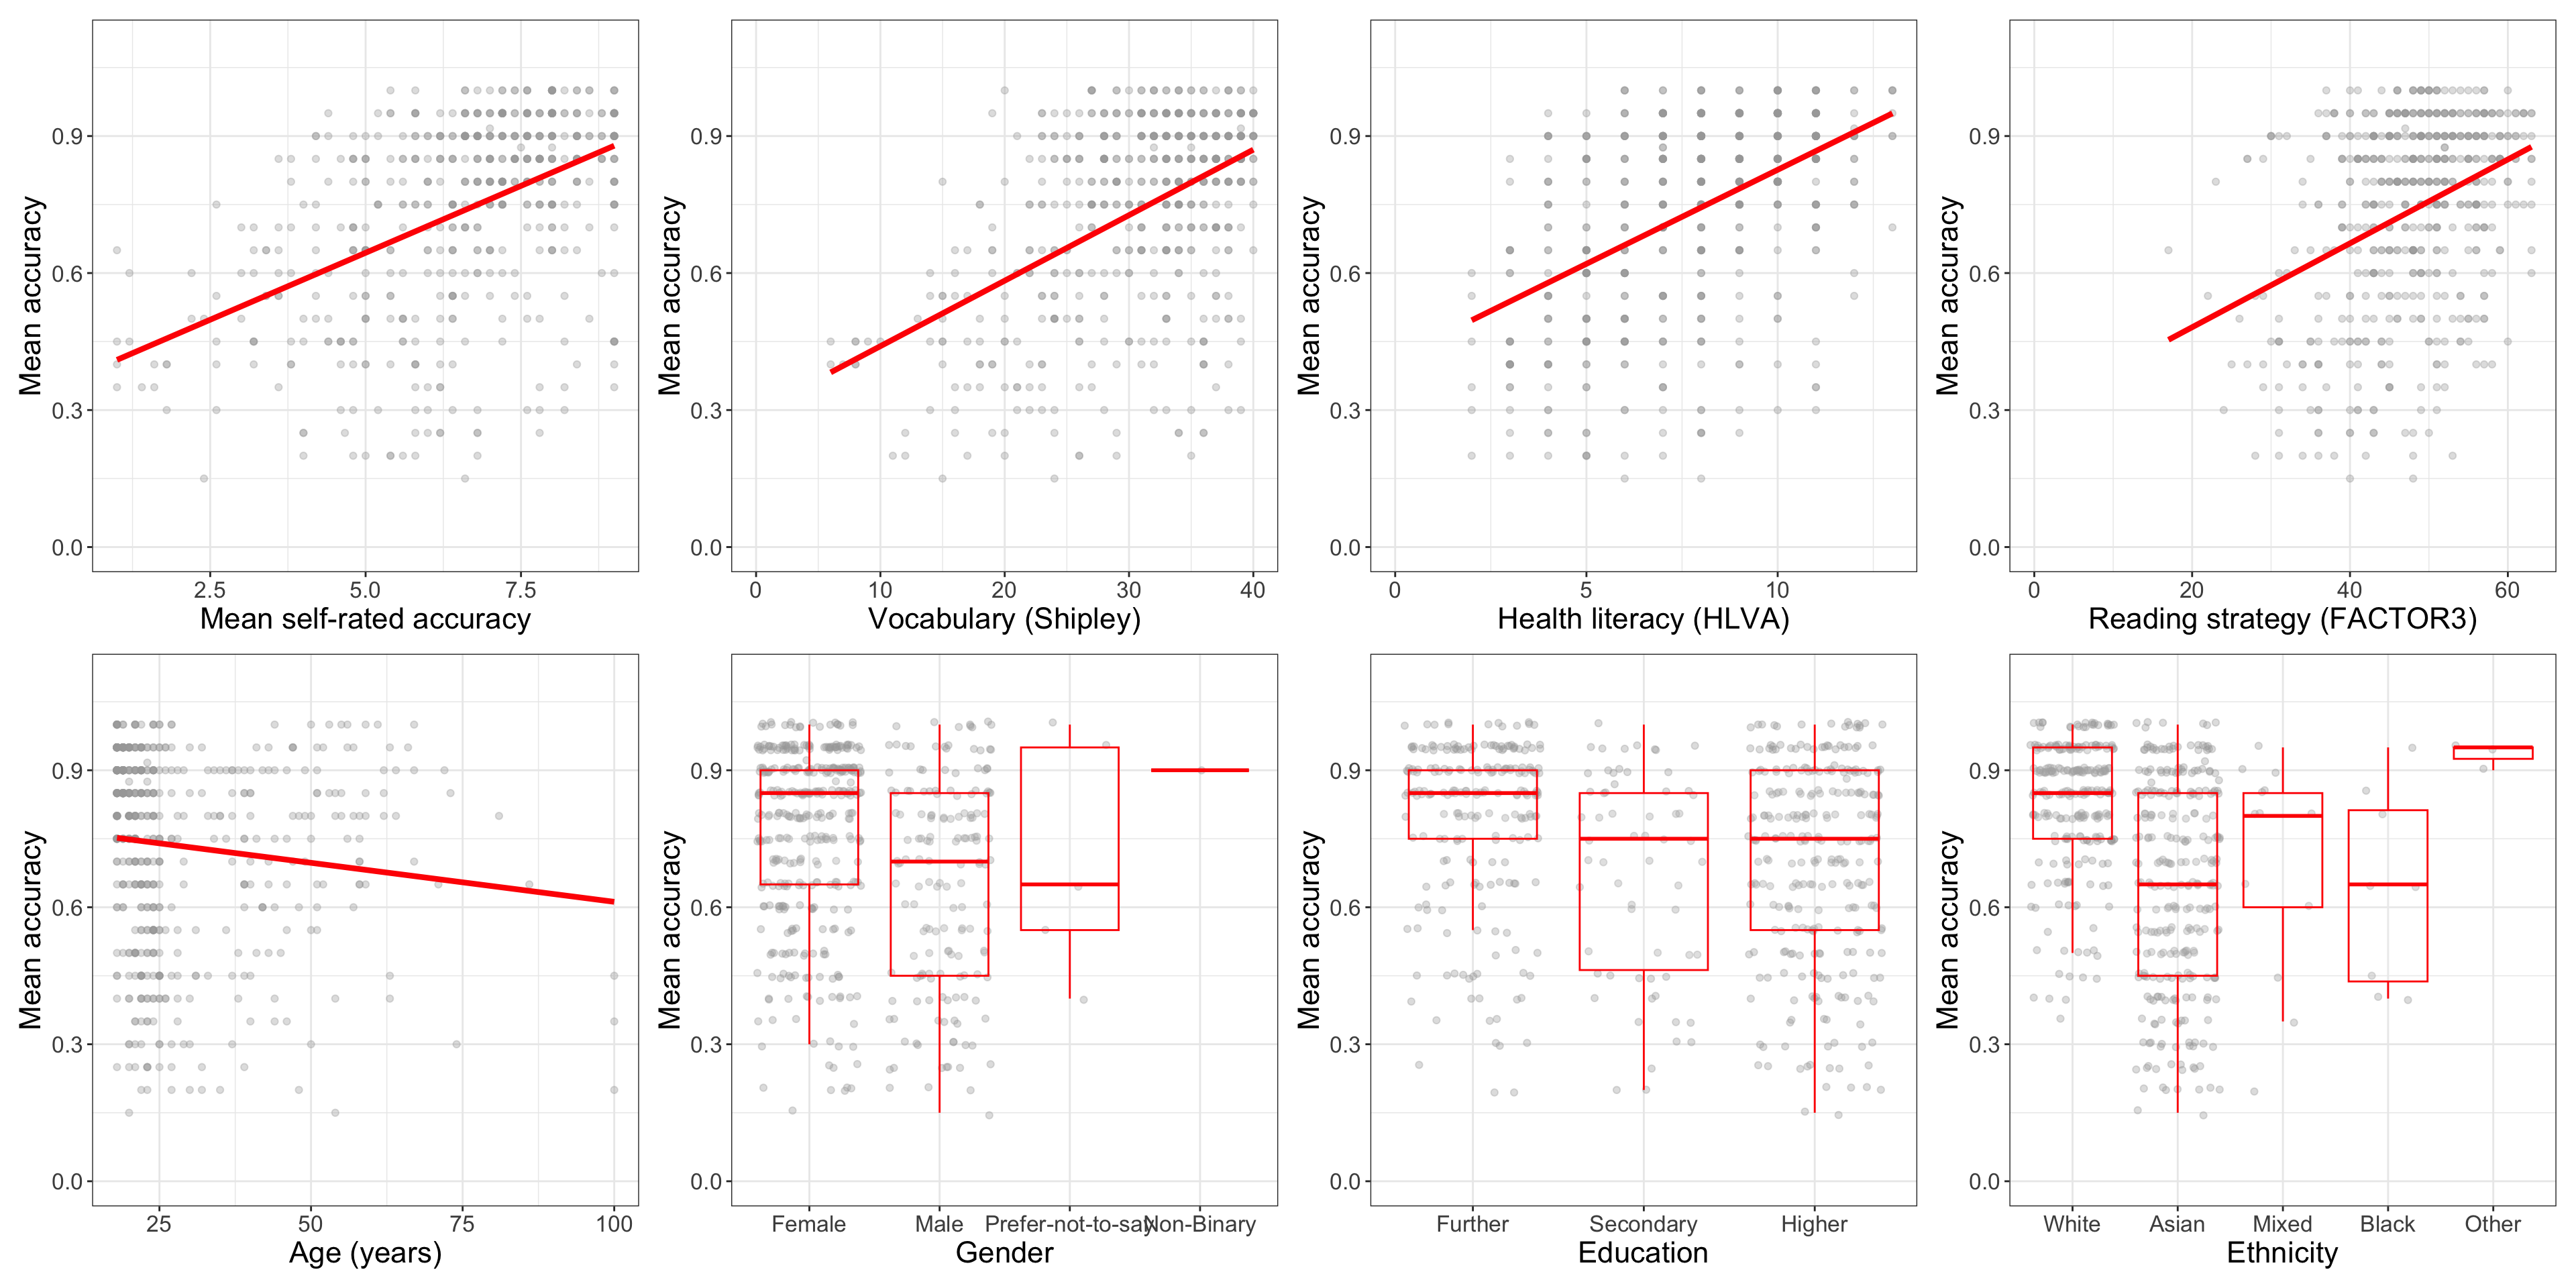 Mean accuracy
0.9
0.6
0.3
0.0
2.5 5.0 7.5
Mean self-rated accuracy
Mean accuracy
0.9
0.6
0.3
0.0
0 10 20 30 40
Vocabulary (Shipley)
Mean accuracy
0.9
0.6
0.3
0.0
0 5 10
Health literacy (HLVA)
Mean accuracy
0.9
0.6
0.3
0.0
0 20 40 60
Reading strategy (FACTOR3)
Mean accuracy
0.9
0.6
0.3
0.0
25 50 75 100
Age (years)
Mean accuracy
0.9
0.6
0.3
0.0
Female Male Prefer-not-to-say Non-Binary
Gender
Mean accuracy
0.9
0.6
0.3
0.0
Further Secondary Higher
Education
Mean accuracy
0.9
0.6
0.3
0.0
White Asian Mixed Black Other
Ethnicity